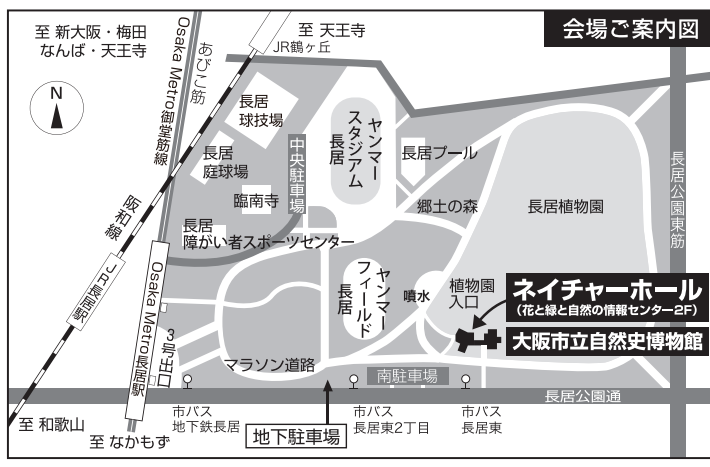 会場ご案内図
至 新大阪・梅田
なんば・天王寺
Osaka Metro御堂筋線
あびこ筋
至 天王寺
JR鶴ヶ丘
N
長居
球技場
長居
庭球場
臨南寺
中央駐車場
ヤンマー
スタジアム
長居
長居プール
郷土の森
長居植物園
長居公園東筋
長居
障がい者スポーツセンター
阪和線
JR長居駅
Osaka Metro長居駅
3号出口
ヤンマー
フィールド
長居
噴水
植物園
入口
ネイチャーホール
(花と緑と自然の情報センター2F)
大阪市立自然史博物館
マラソン道路
南駐車場
長居公園通
至 和歌山
至 なかもず
市バス
地下鉄長居
地下駐車場
市バス
長居東2丁目
市バス
長居東